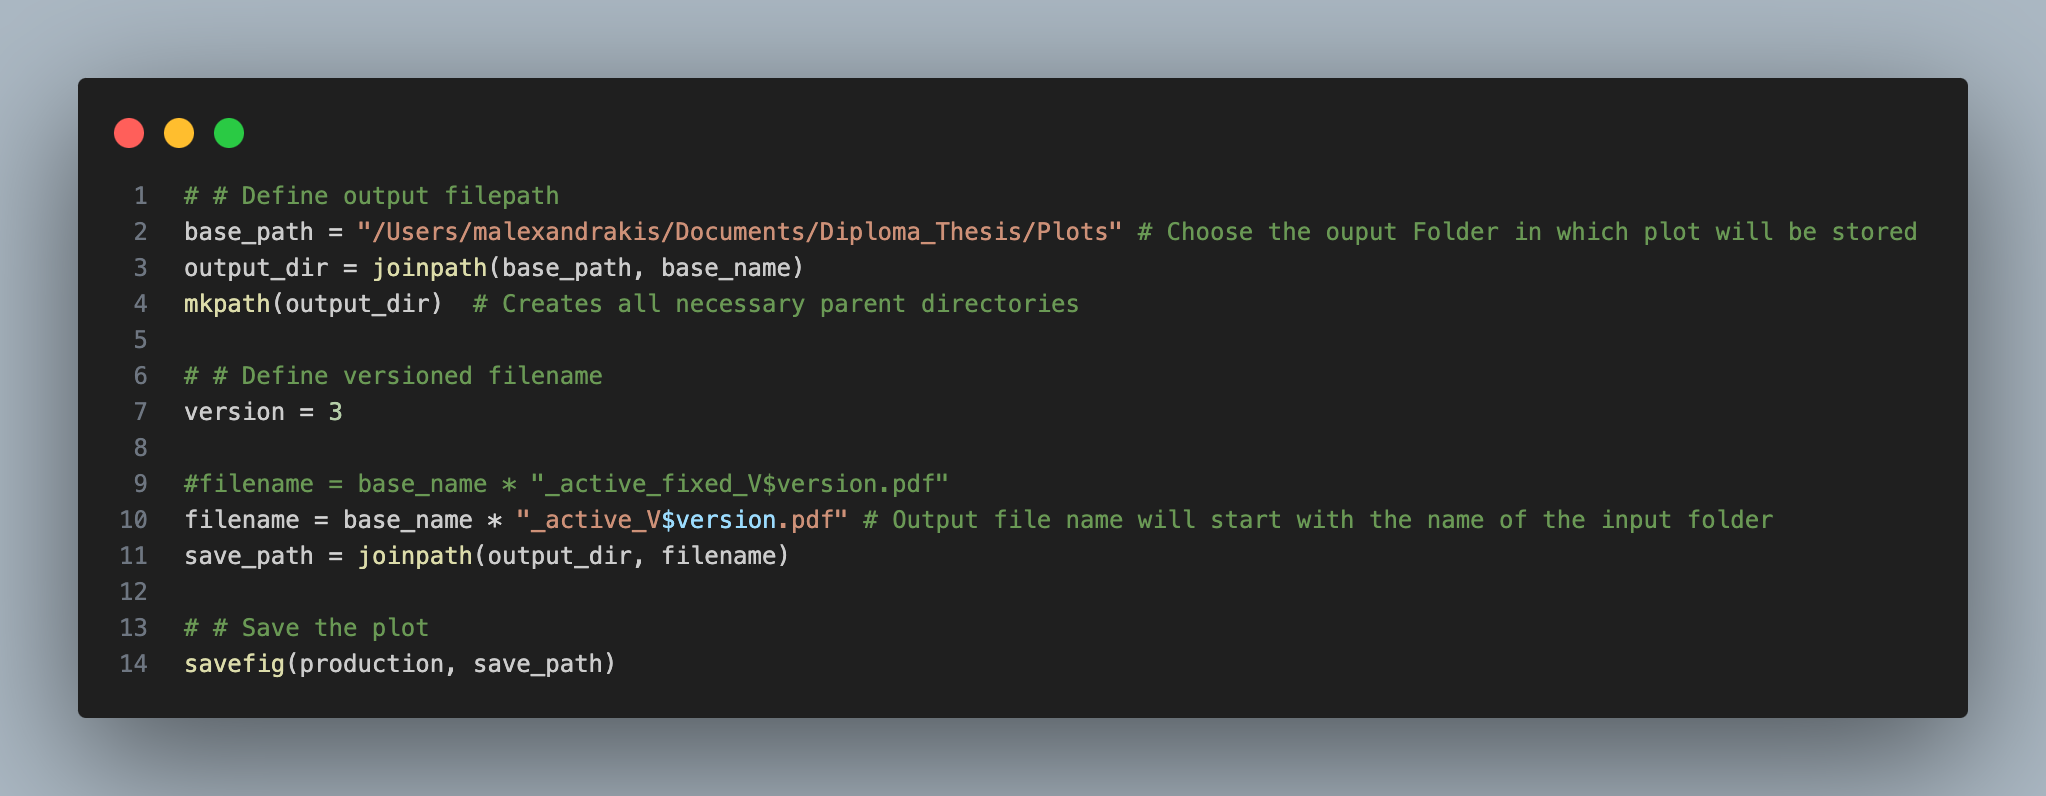 1 # # Define output filepath
2 base_path = "/Users/malexandrakis/Documents/Diploma_Thesis/Plots" # Choose the ouput Folder in which plot will be stored
3 output_dir = joinpath(base_path, base_name)
4 mkpath(output_dir)  # Creates all necessary parent directories
5
6 # # Define versioned filename
7 version = 3
8
9 #filename = base_name * "_active_fixed_V$version.pdf"
10 filename = base_name * "_active_V$version.pdf" # Output file name will start with the name of the input folder
11 save_path = joinpath(output_dir, filename)
12
13 # # Save the plot
14 savefig(production, save_path)